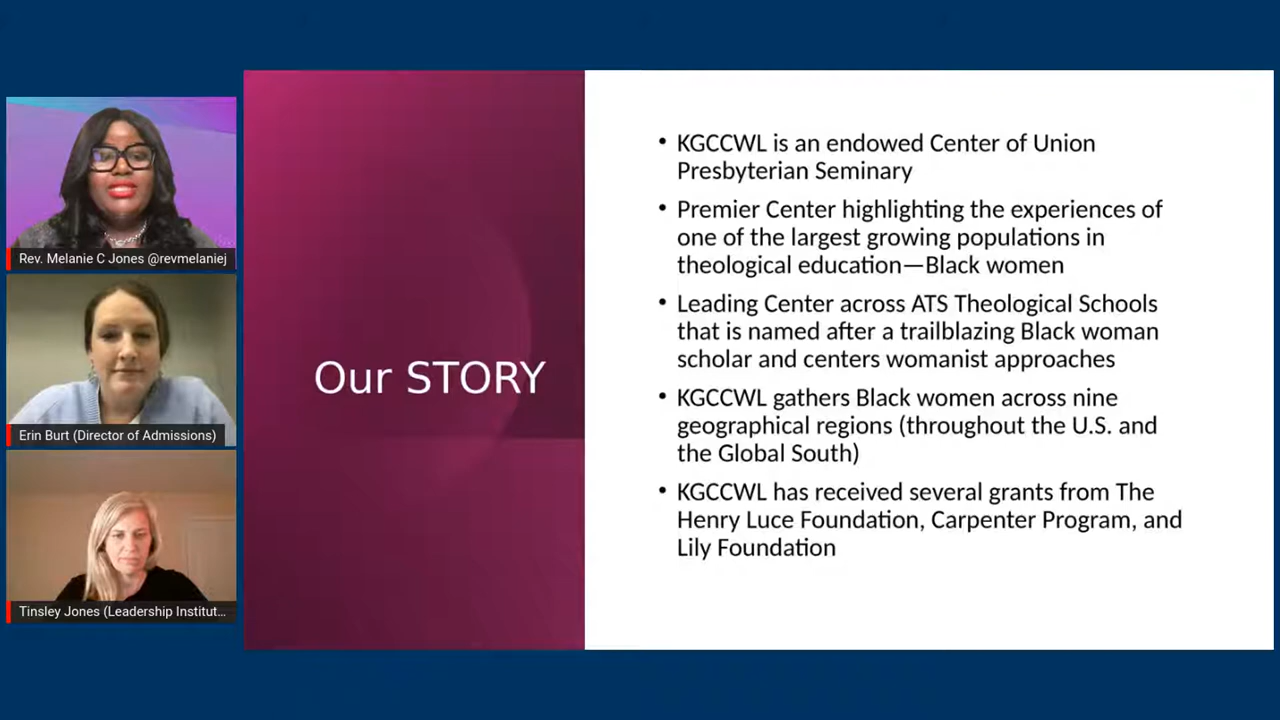 Rev. Melanie C Jones @revmelaniej
Erin Burt (Director of Admissions)
Tinsley Jones (Leadership Institut...
Our STORY
• KGCCWL is an endowed Center of Union
Presbyterian Seminary
• Premier Center highlighting the experiences of
one of the largest growing populations in
theological education—Black women
• Leading Center across ATS Theological Schools
that is named after a trailblazing Black woman
scholar and centers womanist approaches
• KGCCWL gathers Black women across nine
geographical regions (throughout the U.S. and
the Global South)
• KGCCWL has received several grants from The
Henry Luce Foundation, Carpenter Program, and
Lily Foundation